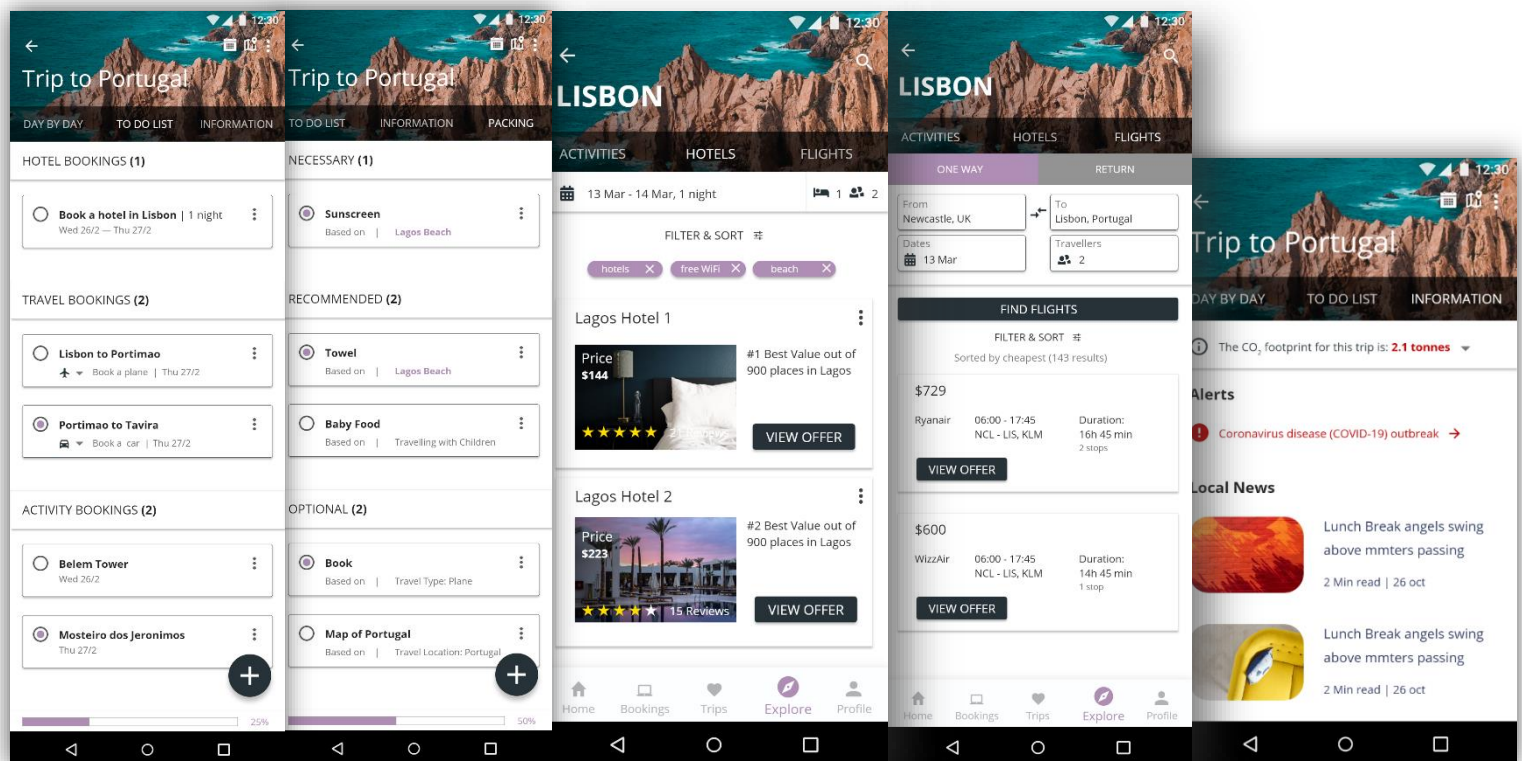 12:30
Trip to Portugal
DAY BY DAY TO DO LIST INFORMATION
HOTEL BOOKINGS (1)
Book a hotel in Lisbon | 1 night
Wed 26/2 — Thu 27/2
TRAVEL BOOKINGS (2)
Lisbon to Portimao
Book a plane | Thu 27/2
Portimao to Tavira
Book a car | Thu 27/2
ACTIVITY BOOKINGS (2)
Belem Tower
Wed 26/2
Mosteiro dos Jeronimos
Thu 27/2
+
25%
12:30
Trip to Portugal
TO DO LIST INFORMATION PACKING
NECESSARY (1)
Sunscreen
Based on | Lagos Beach
RECOMMENDED (2)
Towel
Based on | Lagos Beach
Baby Food
Based on | Travelling with Children
OPTIONAL (2)
Book
Based on | Travel Type: Plane
Map of Portugal
Based on | Travel Location: Portugal
+
50%
12:30
LISBON
ACTIVITIES HOTELS FLIGHTS
13 Mar - 14 Mar, 1 night 1 2
FILTER & SORT
hotels X free WiFi X beach X
Lagos Hotel 1
Price
$144
#1 Best Value out of
900 places in Lagos
21 Reviews
VIEW OFFER
Lagos Hotel 2
Price
$223
#2 Best Value out of
900 places in Lagos
15 Reviews
VIEW OFFER
Home Bookings Trips Explore Profile
12:30
LISBON
ACTIVITIES HOTELS FLIGHTS
ONE WAY RETURN
From
Newcastle, UK
To
Lisbon, Portugal
Dates
13 Mar
Travellers
2
FIND FLIGHTS
FILTER & SORT
Sorted by cheapest (143 results)
$729
Ryanair 06:00 - 17:45 Duration:
NCL - LIS, KLM 16h 45 min
2 stops
VIEW OFFER
$600
WizzAir 06:00 - 17:45 Duration:
NCL - LIS, KLM 14h 45 min
1 stop
VIEW OFFER
Home Bookings Trips Explore Profile
12:30
Trip to Portugal
DAY BY DAY TO DO LIST INFORMATION
The CO2 footprint for this trip is: 2.1 tonnes
Alerts
Coronavirus disease (COVID-19) outbreak →
Local News
Lunch Break angels swing
above mmters passing
2 Min read | 26 oct
Lunch Break angels swing
above mmters passing
2 Min read | 26 oct